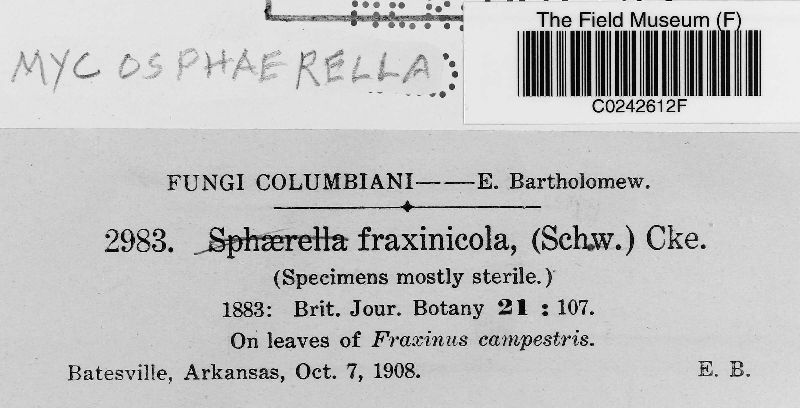 The Field Museum (F)
C0242612F
MYCOSPHAERELLA
FUNGI COLUMBIANI——E. Bartholomew.
2983. Sphærella fraxinicola, (Schw.) Cke.
(Specimens mostly sterile.)
1883: Brit. Jour. Botany 21 : 107.
On leaves of Fraxinus campestris.
Batesville, Arkansas, Oct. 7, 1908. E. B.